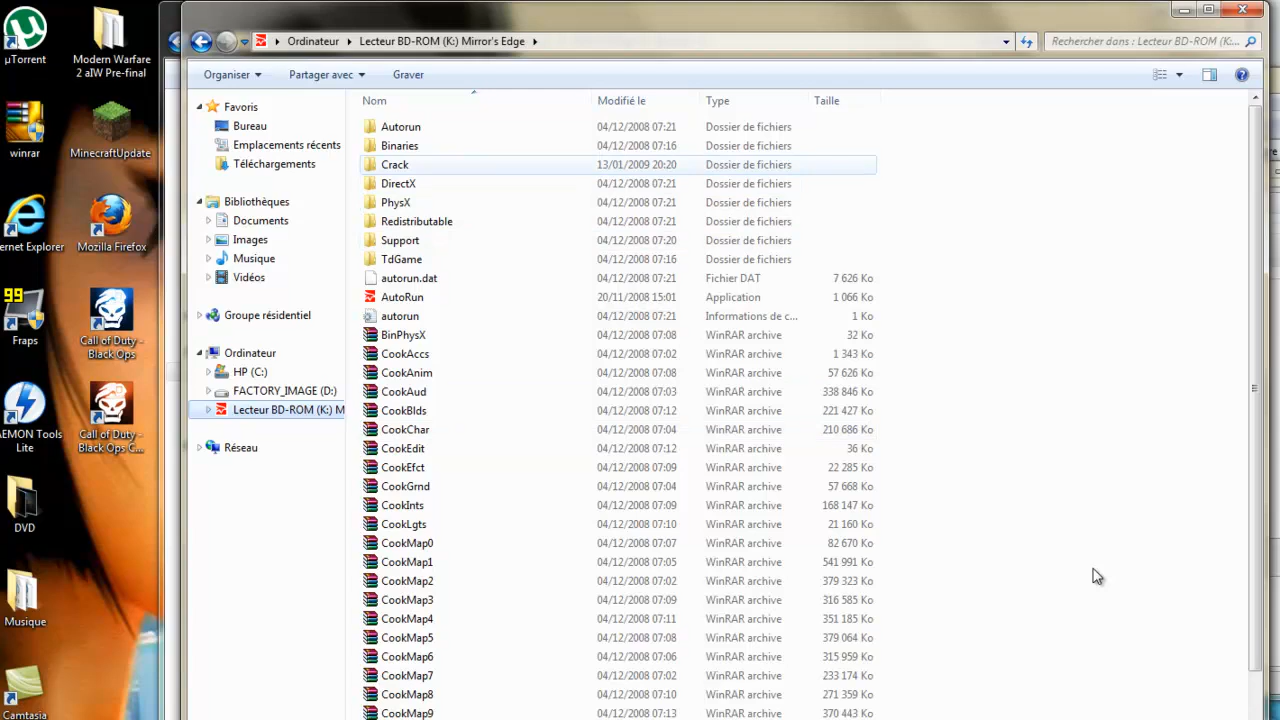 µTorrent
Modern Warfare
2 aIW Pre-final
winrar
MinecraftUpdate
ernet Explorer
Mozilla Firefox
99
Fraps
Call of Duty -
Black Ops
AEMON Tools
Lite
Call of Duty -
Black Ops C...
DVD
Musique
Camtasia
Ordinateur
Lecteur BD-ROM (K:) Mirror's Edge
Rechercher dans : Lecteur BD-ROM (K:...
Organiser
Partager avec
Graver
Favoris
Bureau
Emplacements récents
Téléchargements
Bibliothèques
Documents
Images
Musique
Vidéos
Groupe résidentiel
Ordinateur
HP (C:)
FACTORY_IMAGE (D:)
Lecteur BD-ROM (K:) M
Réseau
Nom Modifié le Type Taille
Autorun 04/12/2008 07:21 Dossier de fichiers
Binaries 04/12/2008 07:16 Dossier de fichiers
Crack 13/01/2009 20:20 Dossier de fichiers
DirectX 04/12/2008 07:21 Dossier de fichiers
PhysX 04/12/2008 07:21 Dossier de fichiers
Redistributable 04/12/2008 07:21 Dossier de fichiers
Support 04/12/2008 07:20 Dossier de fichiers
TdGame 04/12/2008 07:16 Dossier de fichiers
autorun.dat 04/12/2008 07:21 Fichier DAT 7 626 Ko
AutoRun 20/11/2008 15:01 Application 1 066 Ko
autorun 04/12/2008 07:21 Informations de c... 1 Ko
BinPhysX 04/12/2008 07:08 WinRAR archive 32 Ko
CookAccs 04/12/2008 07:02 WinRAR archive 1 343 Ko
CookAnim 04/12/2008 07:08 WinRAR archive 57 626 Ko
CookAud 04/12/2008 07:03 WinRAR archive 338 846 Ko
CookBlds 04/12/2008 07:12 WinRAR archive 221 427 Ko
CookChar 04/12/2008 07:04 WinRAR archive 210 686 Ko
CookEdit 04/12/2008 07:12 WinRAR archive 36 Ko
CookEfct 04/12/2008 07:09 WinRAR archive 22 285 Ko
CookGrnd 04/12/2008 07:04 WinRAR archive 57 668 Ko
CookInts 04/12/2008 07:09 WinRAR archive 168 147 Ko
CookLgts 04/12/2008 07:10 WinRAR archive 21 160 Ko
CookMap0 04/12/2008 07:07 WinRAR archive 82 670 Ko
CookMap1 04/12/2008 07:05 WinRAR archive 541 991 Ko
CookMap2 04/12/2008 07:02 WinRAR archive 379 323 Ko
CookMap3 04/12/2008 07:09 WinRAR archive 316 585 Ko
CookMap4 04/12/2008 07:11 WinRAR archive 351 185 Ko
CookMap5 04/12/2008 07:08 WinRAR archive 379 064 Ko
CookMap6 04/12/2008 07:06 WinRAR archive 315 959 Ko
CookMap7 04/12/2008 07:02 WinRAR archive 233 174 Ko
CookMap8 04/12/2008 07:10 WinRAR archive 271 359 Ko
CookMap9 04/12/2008 07:13 WinRAR archive 370 443 Ko